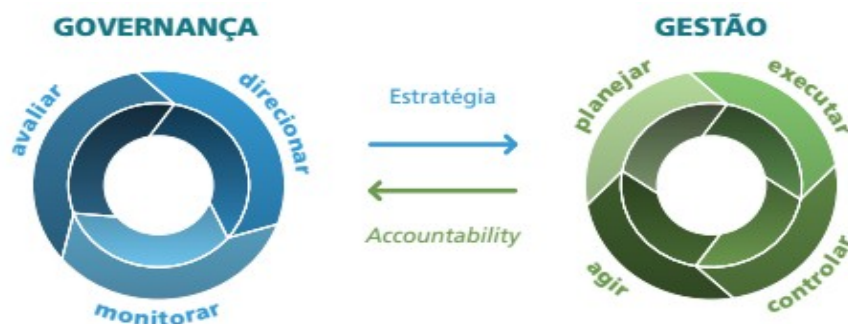 GOVERNANÇA
avaliar
direcionar
monitorar
Estratégia
Accountability
GESTÃO
planejar
executar
controlar
agir